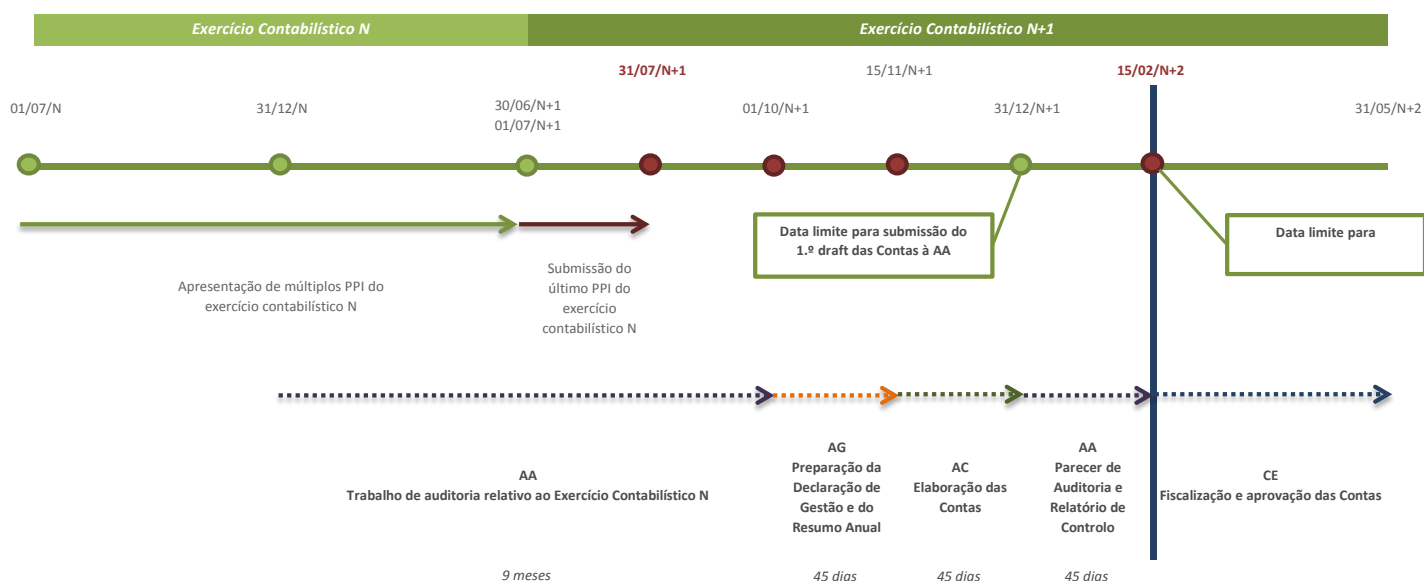 Exercício Contabilístico N
Exercício Contabilístico N+1
31/07/N+1
15/11/N+1
15/02/N+2
01/07/N
31/12/N
30/06/N+1
01/07/N+1
01/10/N+1
31/12/N+1
31/05/N+2
Data limite para submissão do
1.º draft das Contas à AA
Data limite para
Apresentação de múltiplos PPI do
exercício contabilístico N
Submissão do
último PPI do
exercício
contabilístico N
AA
Trabalho de auditoria relativo ao Exercício Contabilístico N
AG
Preparação da
Declaração de
Gestão e do
Resumo Anual
AC
Elaboração das
Contas
AA
Parecer de
Auditoria e
Relatório de
Controlo
CE
Fiscalização e aprovação das Contas
9 meses
45 dias
45 dias
45 dias